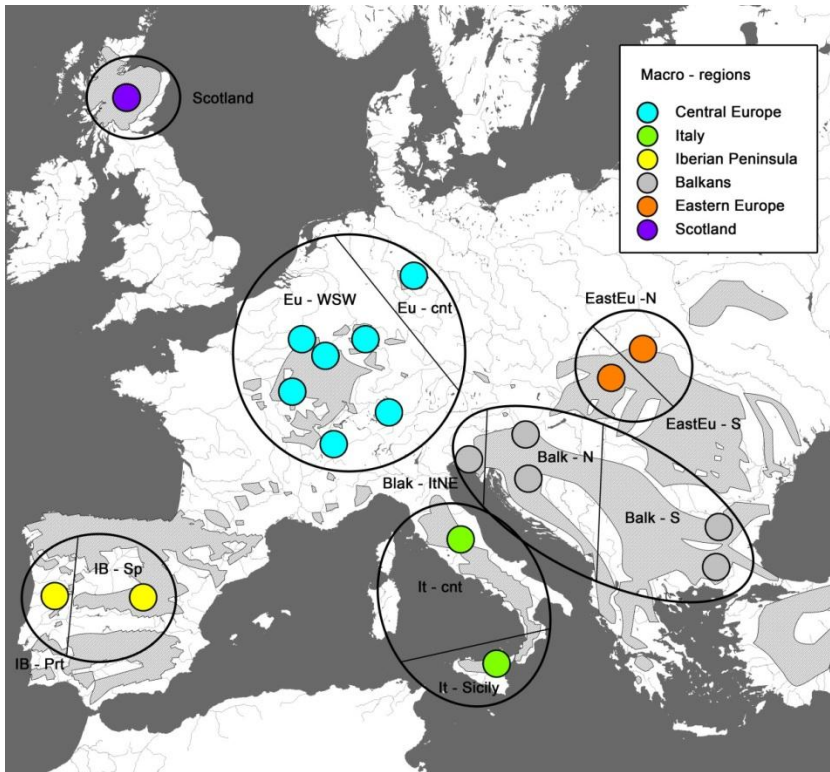 Scotland
Macro - regions
Central Europe
Italy
Iberian Peninsula
Balkans
Eastern Europe
Scotland
Eu - WSW
Eu - cnt
EastEu -N
EastEu - S
Blak - ItNE
Balk - N
Balk - S
IB - Sp
IB - Prt
It - cnt
It - Sicily